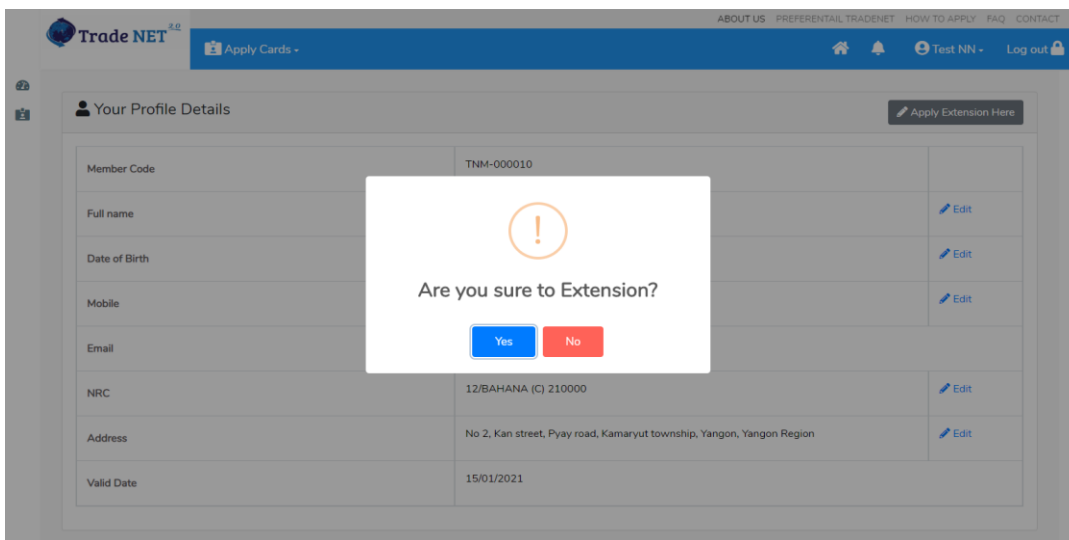 ABOUT US PREFERENTAIL TRADENET HOW TO APPLY FAQ CONTACT
Trade NET 2.0
Apply Cards
Test NN
Log out
Your Profile Details
Apply Extension Here
Member Code TNM-000010
Full name Edit
Date of Birth Edit
!
Are you sure to Extension?
Mobile Edit
Yes No
Email
NRC 12/BAHANA (C) 210000 Edit
Address No 2, Kan street, Pyay road, Kamaryut township, Yangon, Yangon Region Edit
Valid Date 15/01/2021